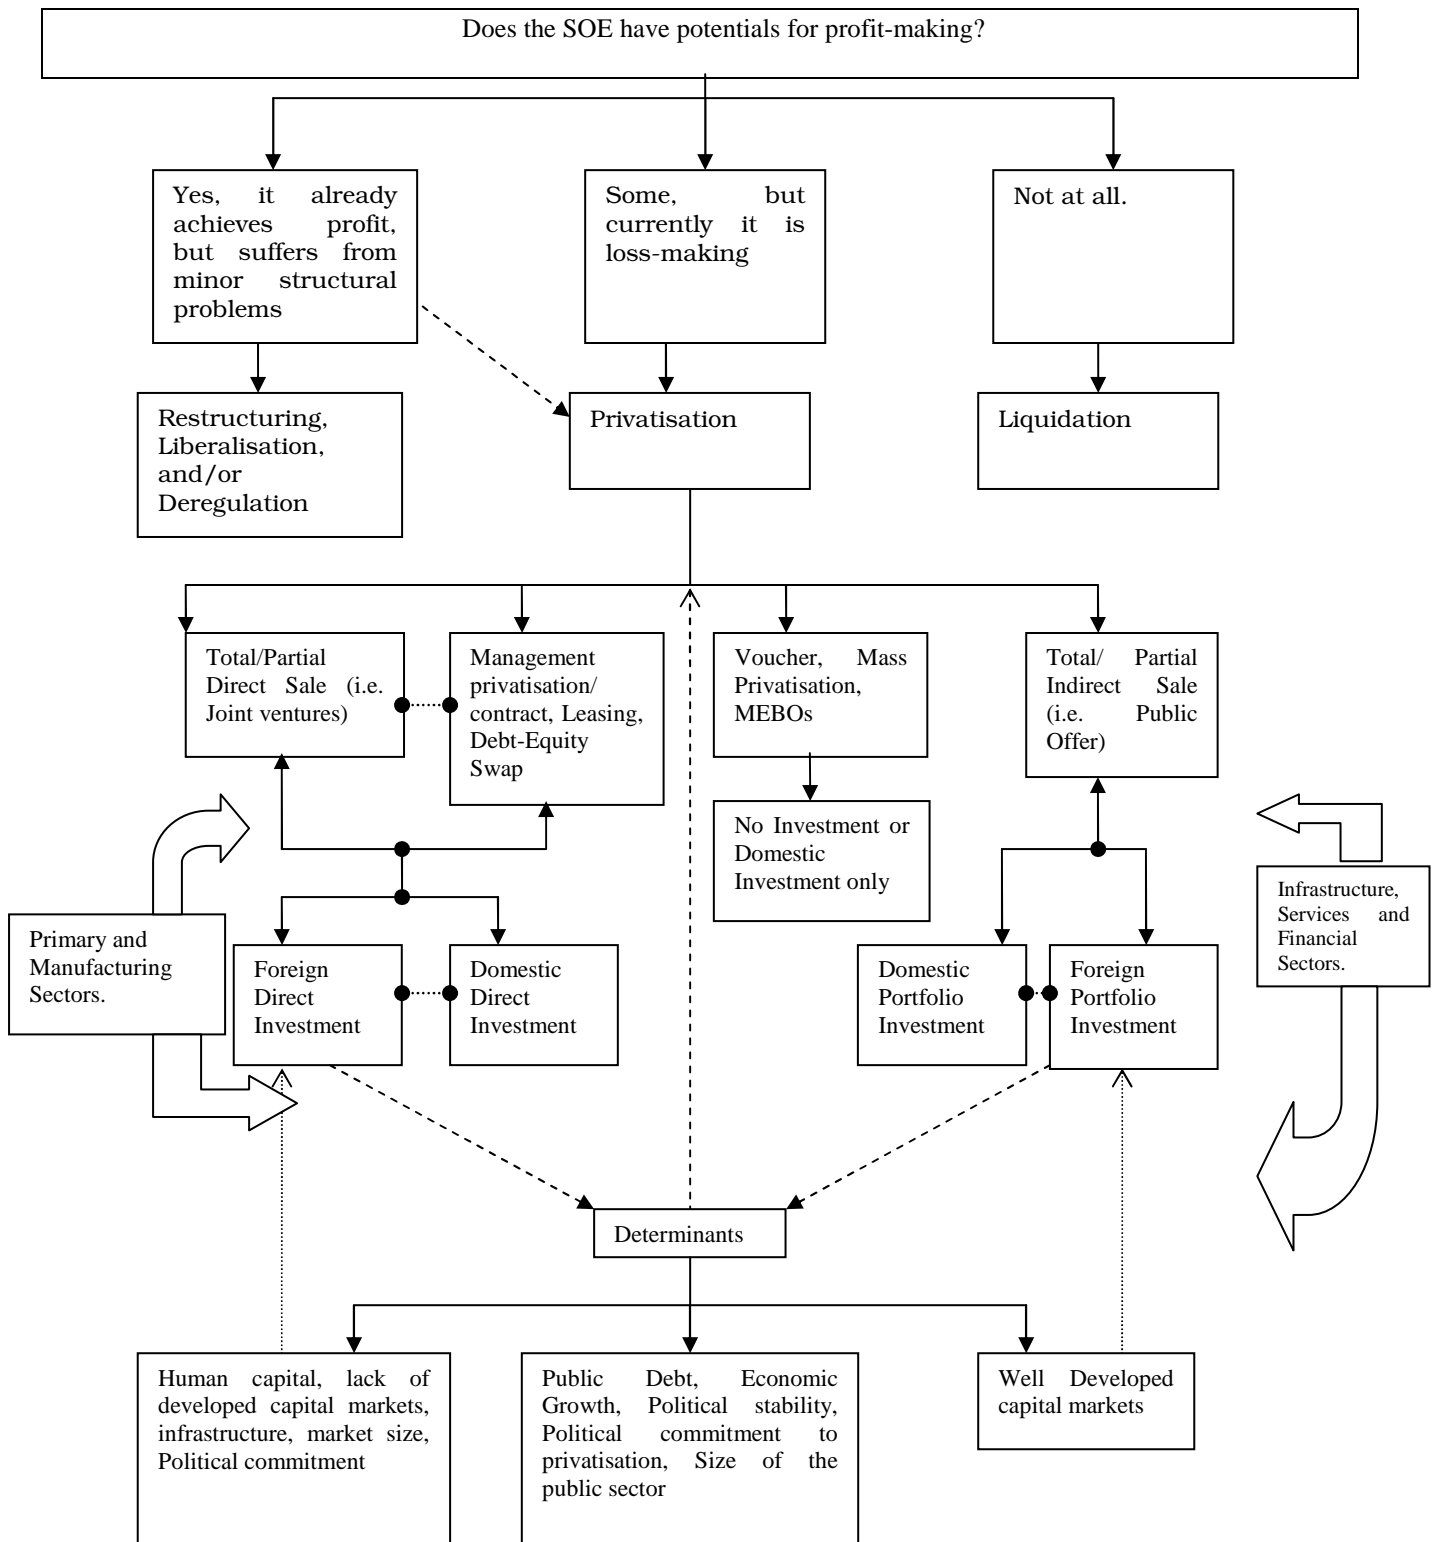 Does the SOE have potentials for profit-making?
Yes, it already
achieves profit,
but suffers from
minor structural
problems
Some, but
currently it is
loss-making
Not at all.
Restructuring,
Liberalisation,
and/or
Deregulation
Privatisation
Liquidation
Total/Partial
Direct Sale (i.e.
Joint ventures)
Management
privatisation/
contract, Leasing,
Debt-Equity
Swap
Voucher, Mass
Privatisation,
MEBOs
Total/ Partial
Indirect Sale
(i.e. Public
Offer)
No Investment or
Domestic
Investment only
Primary and
Manufacturing
Sectors.
Foreign
Direct
Investment
Domestic
Direct
Investment
Domestic
Portfolio
Investment
Foreign
Portfolio
Investment
Infrastructure,
Services and
Financial
Sectors.
Determinants
Human capital, lack of
developed capital markets,
infrastructure, market size,
Political commitment
Public Debt, Economic
Growth, Political stability,
Political commitment to
privatisation, Size of the
public sector
Well Developed
capital markets